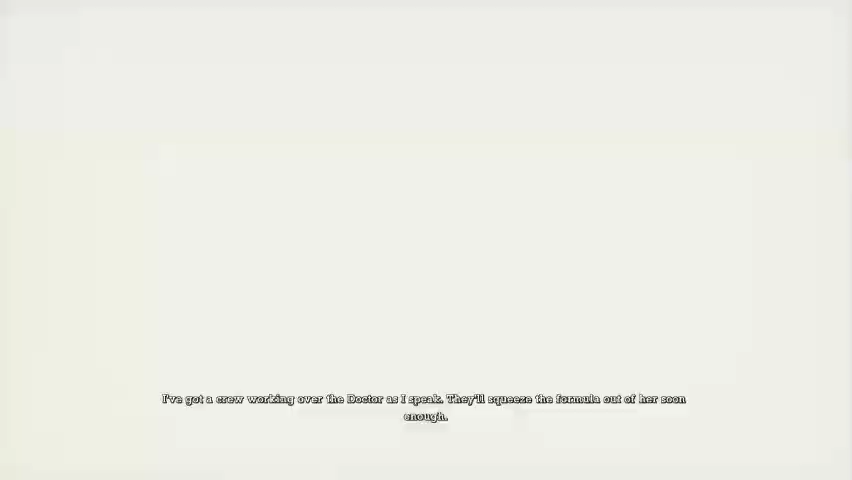 I've got a crew working over the Doctor as I speak. They'll squeeze the formula out of her soon
enough.